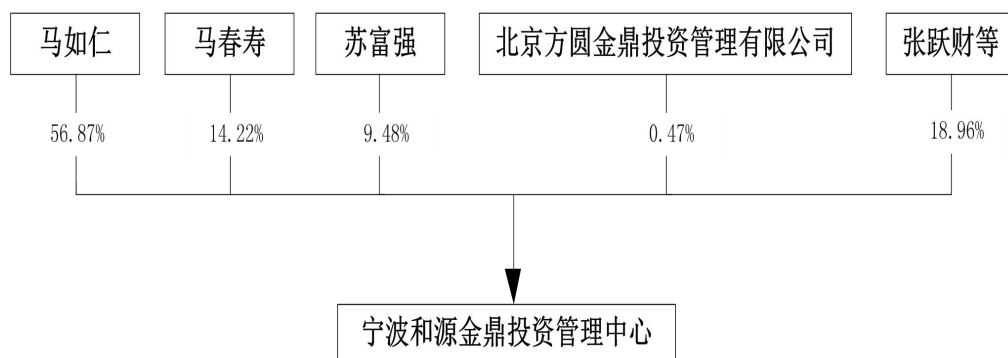 马如仁
马春寿
苏富强
北京方圆金鼎投资管理有限公司
张跃财等
56.87%
14.22%
9.48%
0.47%
18.96%
宁波和源金鼎投资管理中心